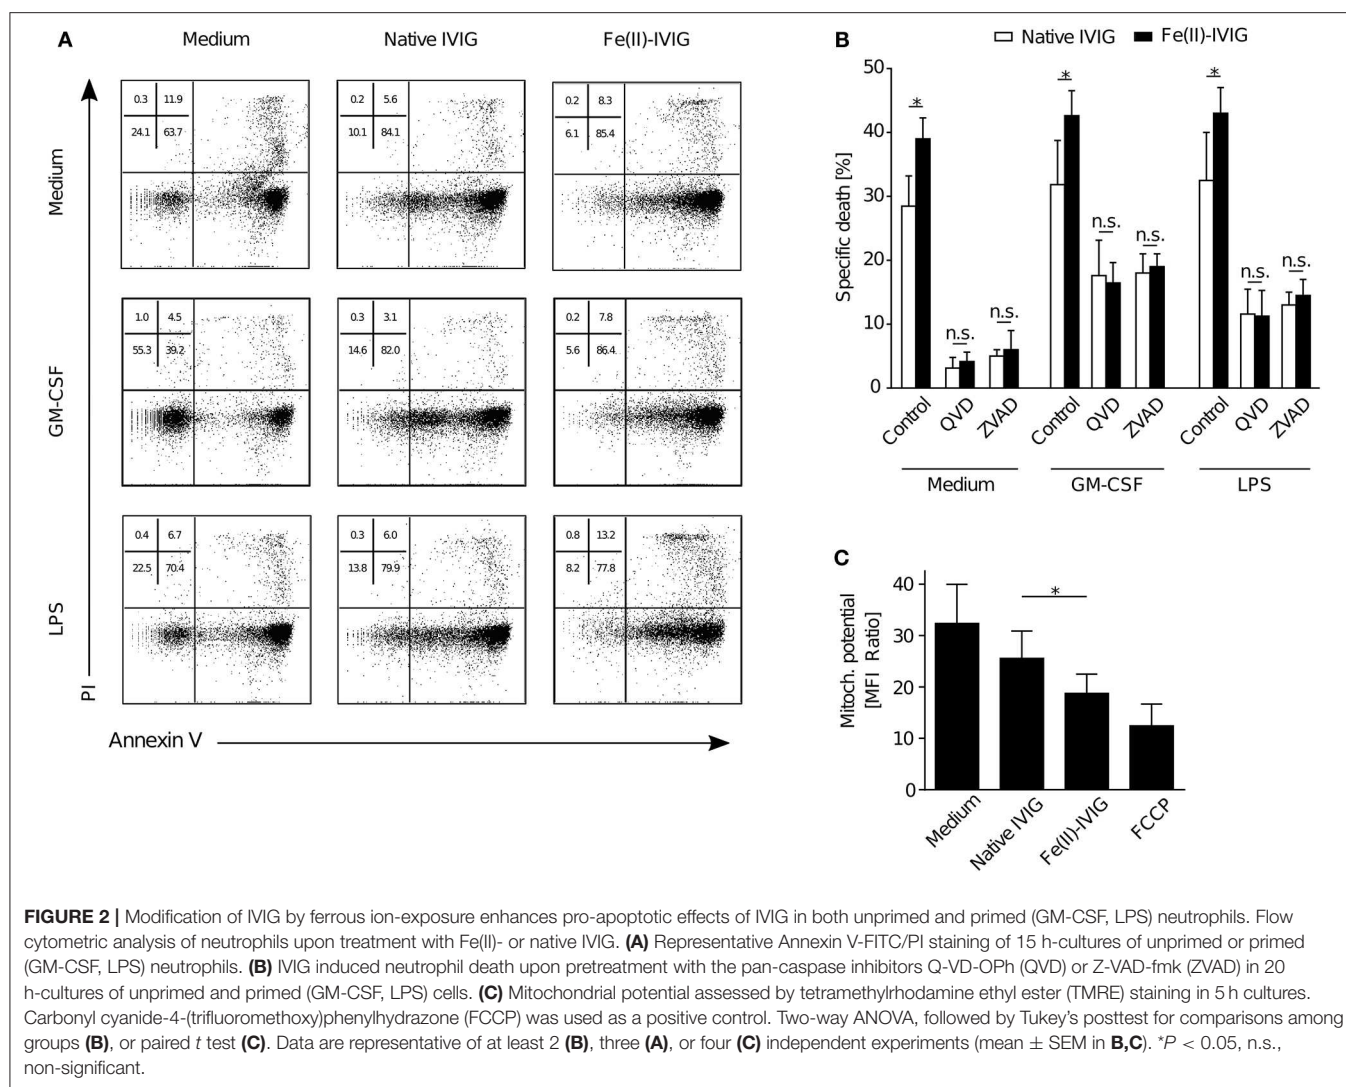 A
Medium
Native IVIG
Fe(II)-IVIG
Medium
0.3 11.9
24.1 63.7
0.2 5.6
10.1 84.1
0.2 8.3
6.1 85.4
GM-CSF
1.0 4.5
55.3 39.2
0.3 3.1
14.6 82.0
0.2 7.8
5.6 86.4
LPS
0.4 6.7
22.5 70.4
0.3 6.0
13.8 79.9
0.8 13.2
8.2 77.8
PI
Annexin V
B
Native IVIG
Fe(II)-IVIG
Specific death [%]
50
40
30
20
10
0
*
n.s.
n.s.
*
n.s.
n.s.
*
n.s.
n.s.
Control
QVD
ZVAD
Control
QVD
ZVAD
Control
QVD
ZVAD
Medium
GM-CSF
LPS
C
Mitoch. potential
[MFI Ratio]
40
30
20
10
0
*
Medium
Native IVIG
Fe(II)-IVIG
FCCP
FIGURE 2 | Modification of IVIG by ferrous ion-exposure enhances pro-apoptotic effects of IVIG in both unprimed and primed (GM-CSF, LPS) neutrophils. Flow
cytometric analysis of neutrophils upon treatment with Fe(II)- or native IVIG. (A) Representative Annexin V-FITC/PI staining of 15 h-cultures of unprimed or primed
(GM-CSF, LPS) neutrophils. (B) IVIG induced neutrophil death upon pretreatment with the pan-caspase inhibitors Q-VD-OPh (QVD) or Z-VAD-fmk (ZVAD) in 20
h-cultures of unprimed and primed (GM-CSF, LPS) cells. (C) Mitochondrial potential assessed by tetramethylrhodamine ethyl ester (TMRE) staining in 5 h cultures.
Carbonyl cyanide-4-(trifluoromethoxy)phenylhydrazone (FCCP) was used as a positive control. Two-way ANOVA, followed by Tukey's posttest for comparisons among
groups (B), or paired t test (C). Data are representative of at least 2 (B), three (A), or four (C) independent experiments (mean ± SEM in B,C). *P < 0.05, n.s.,
non-significant.